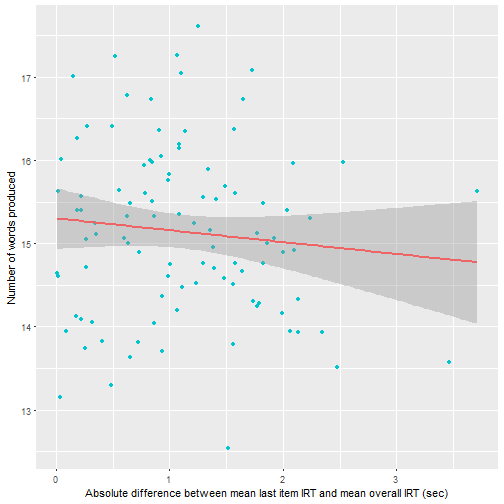 17
16
15
14
13
Number of words produced
0 1 2 3
Absolute difference between mean last item IRT and mean overall IRT (sec)